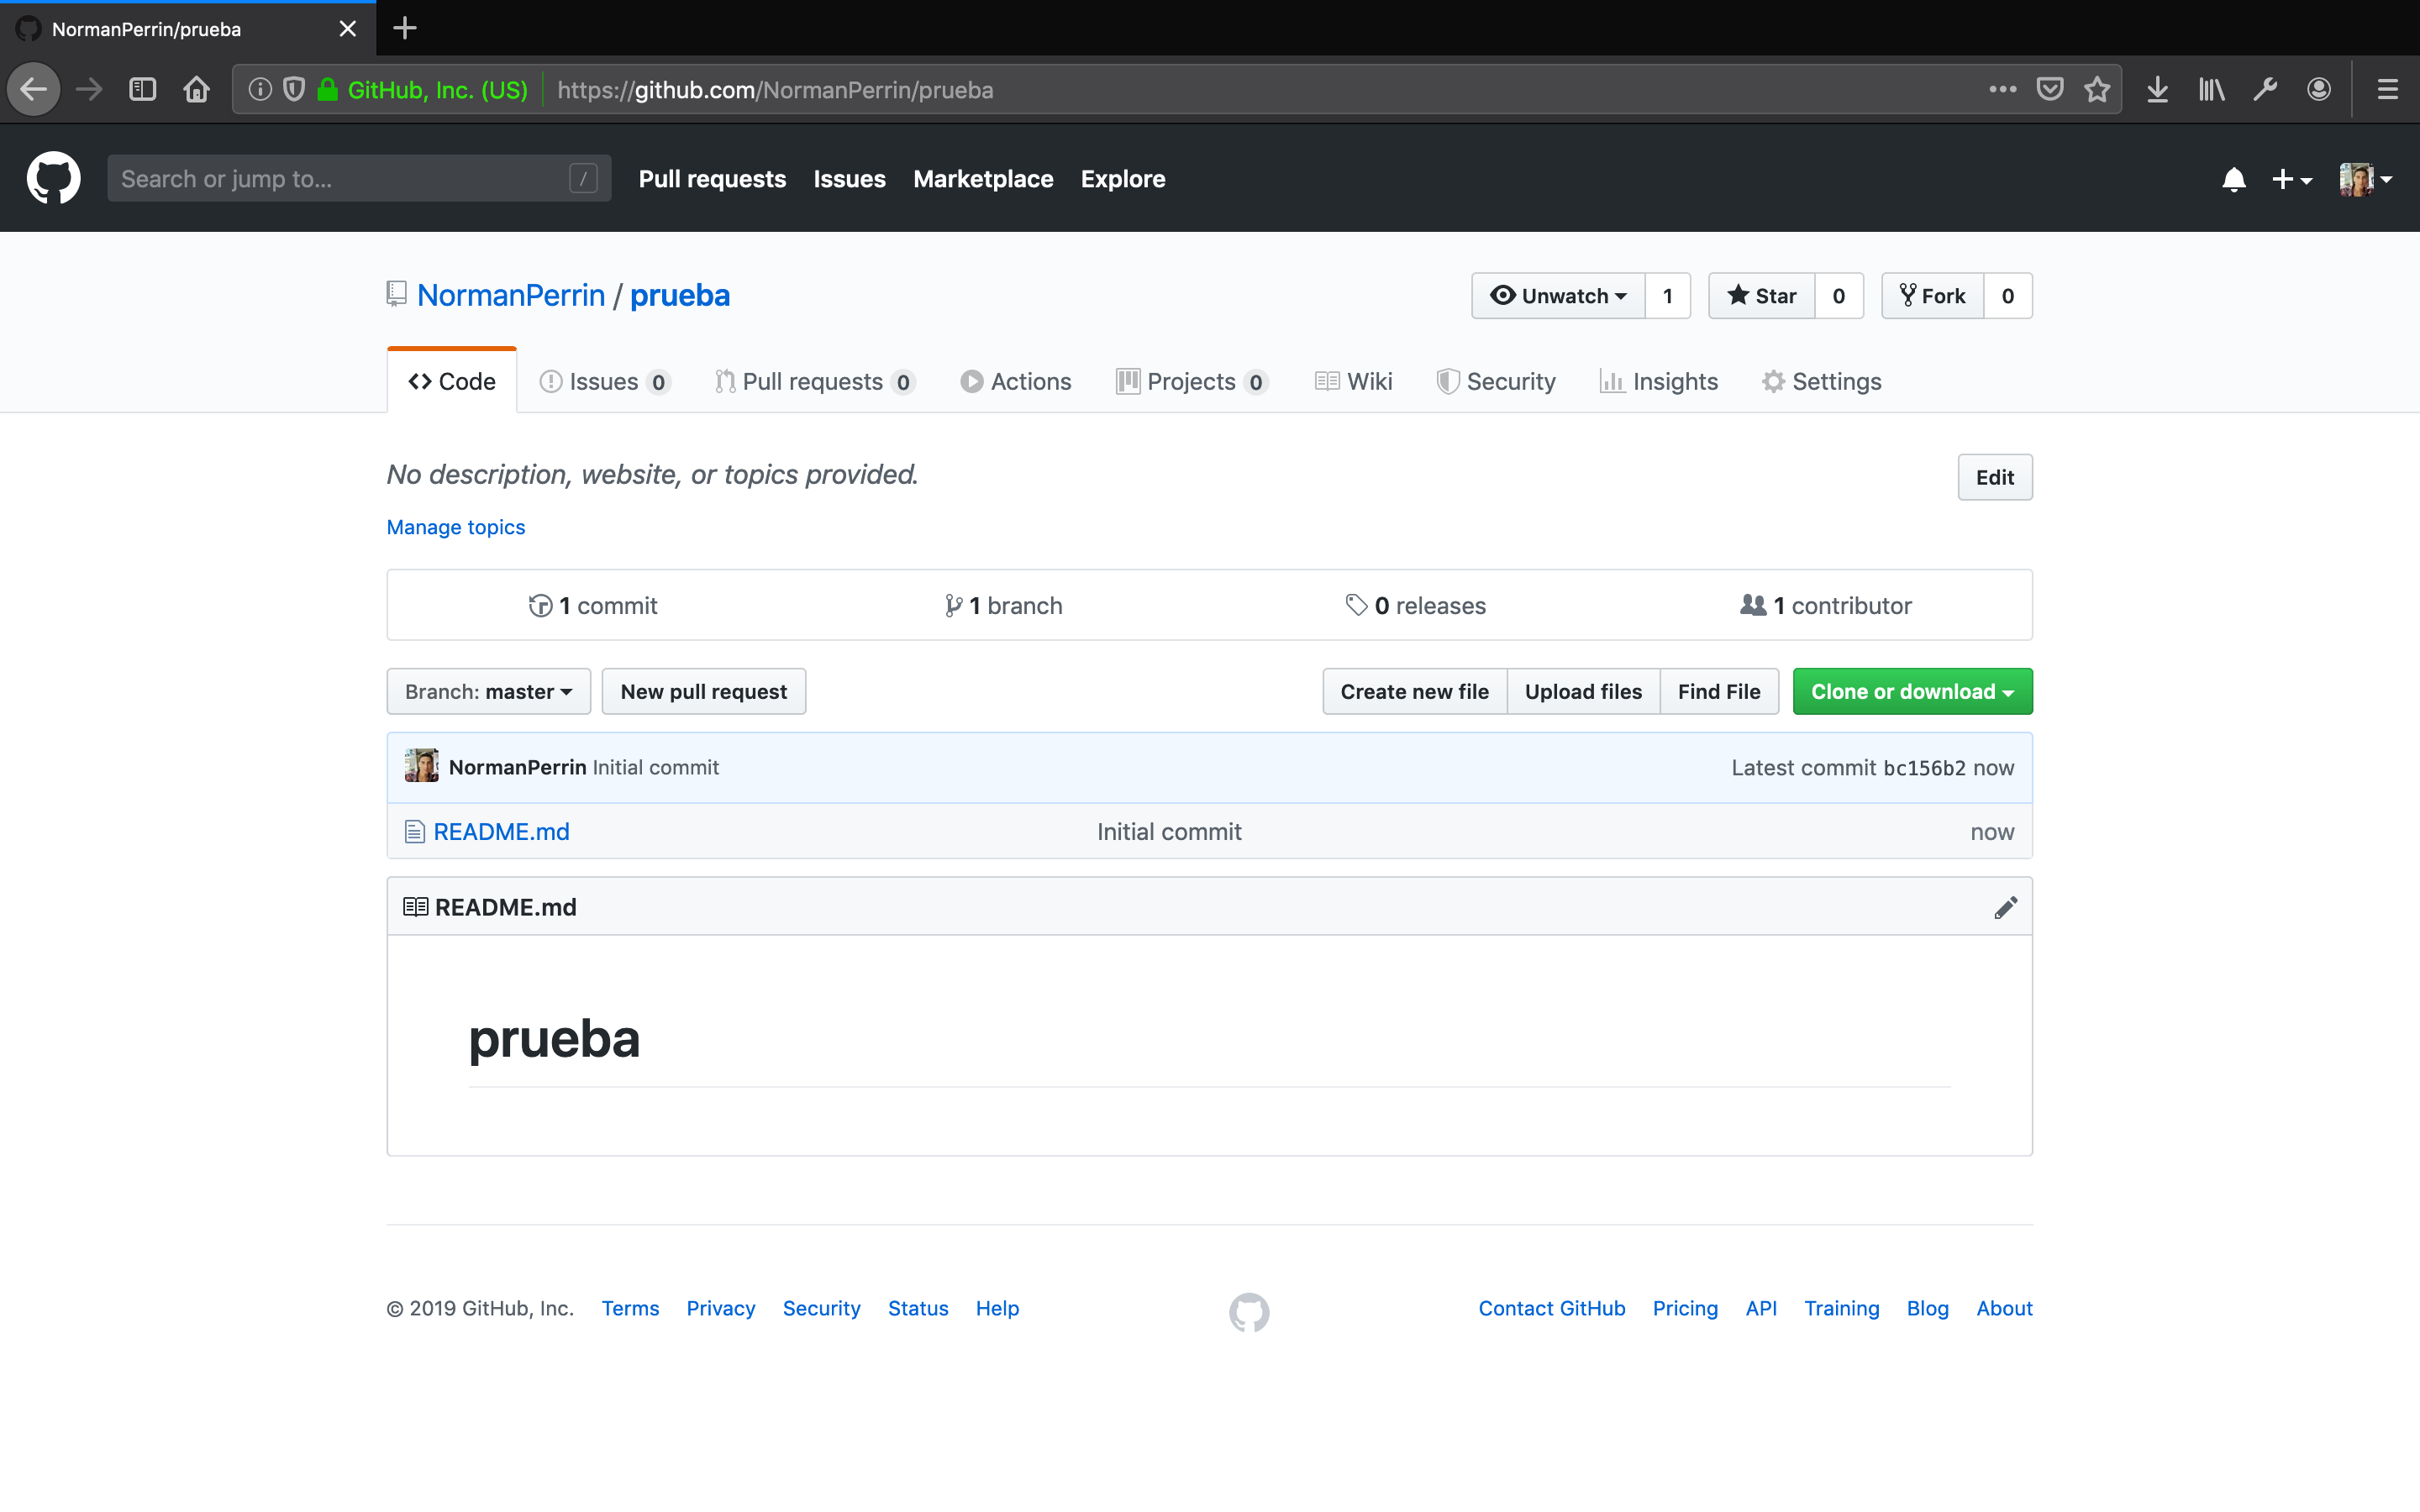 NormanPerrin/prueba
GitHub, Inc. (US) https://github.com/NormanPerrin/prueba
Search or jump to... / Pull requests Issues Marketplace Explore
NormanPerrin / prueba Unwatch 1 Star 0 Fork 0
Code Issues 0 Pull requests 0 Actions Projects 0 Wiki Security Insights Settings
No description, website, or topics provided. Edit
Manage topics
1 commit 1 branch 0 releases 1 contributor
Branch: master New pull request Create new file Upload files Find File Clone or download
NormanPerrin Initial commit Latest commit bc156b2 now
README.md Initial commit now
README.md
prueba
© 2019 GitHub, Inc. Terms Privacy Security Status Help Contact GitHub Pricing API Training Blog About